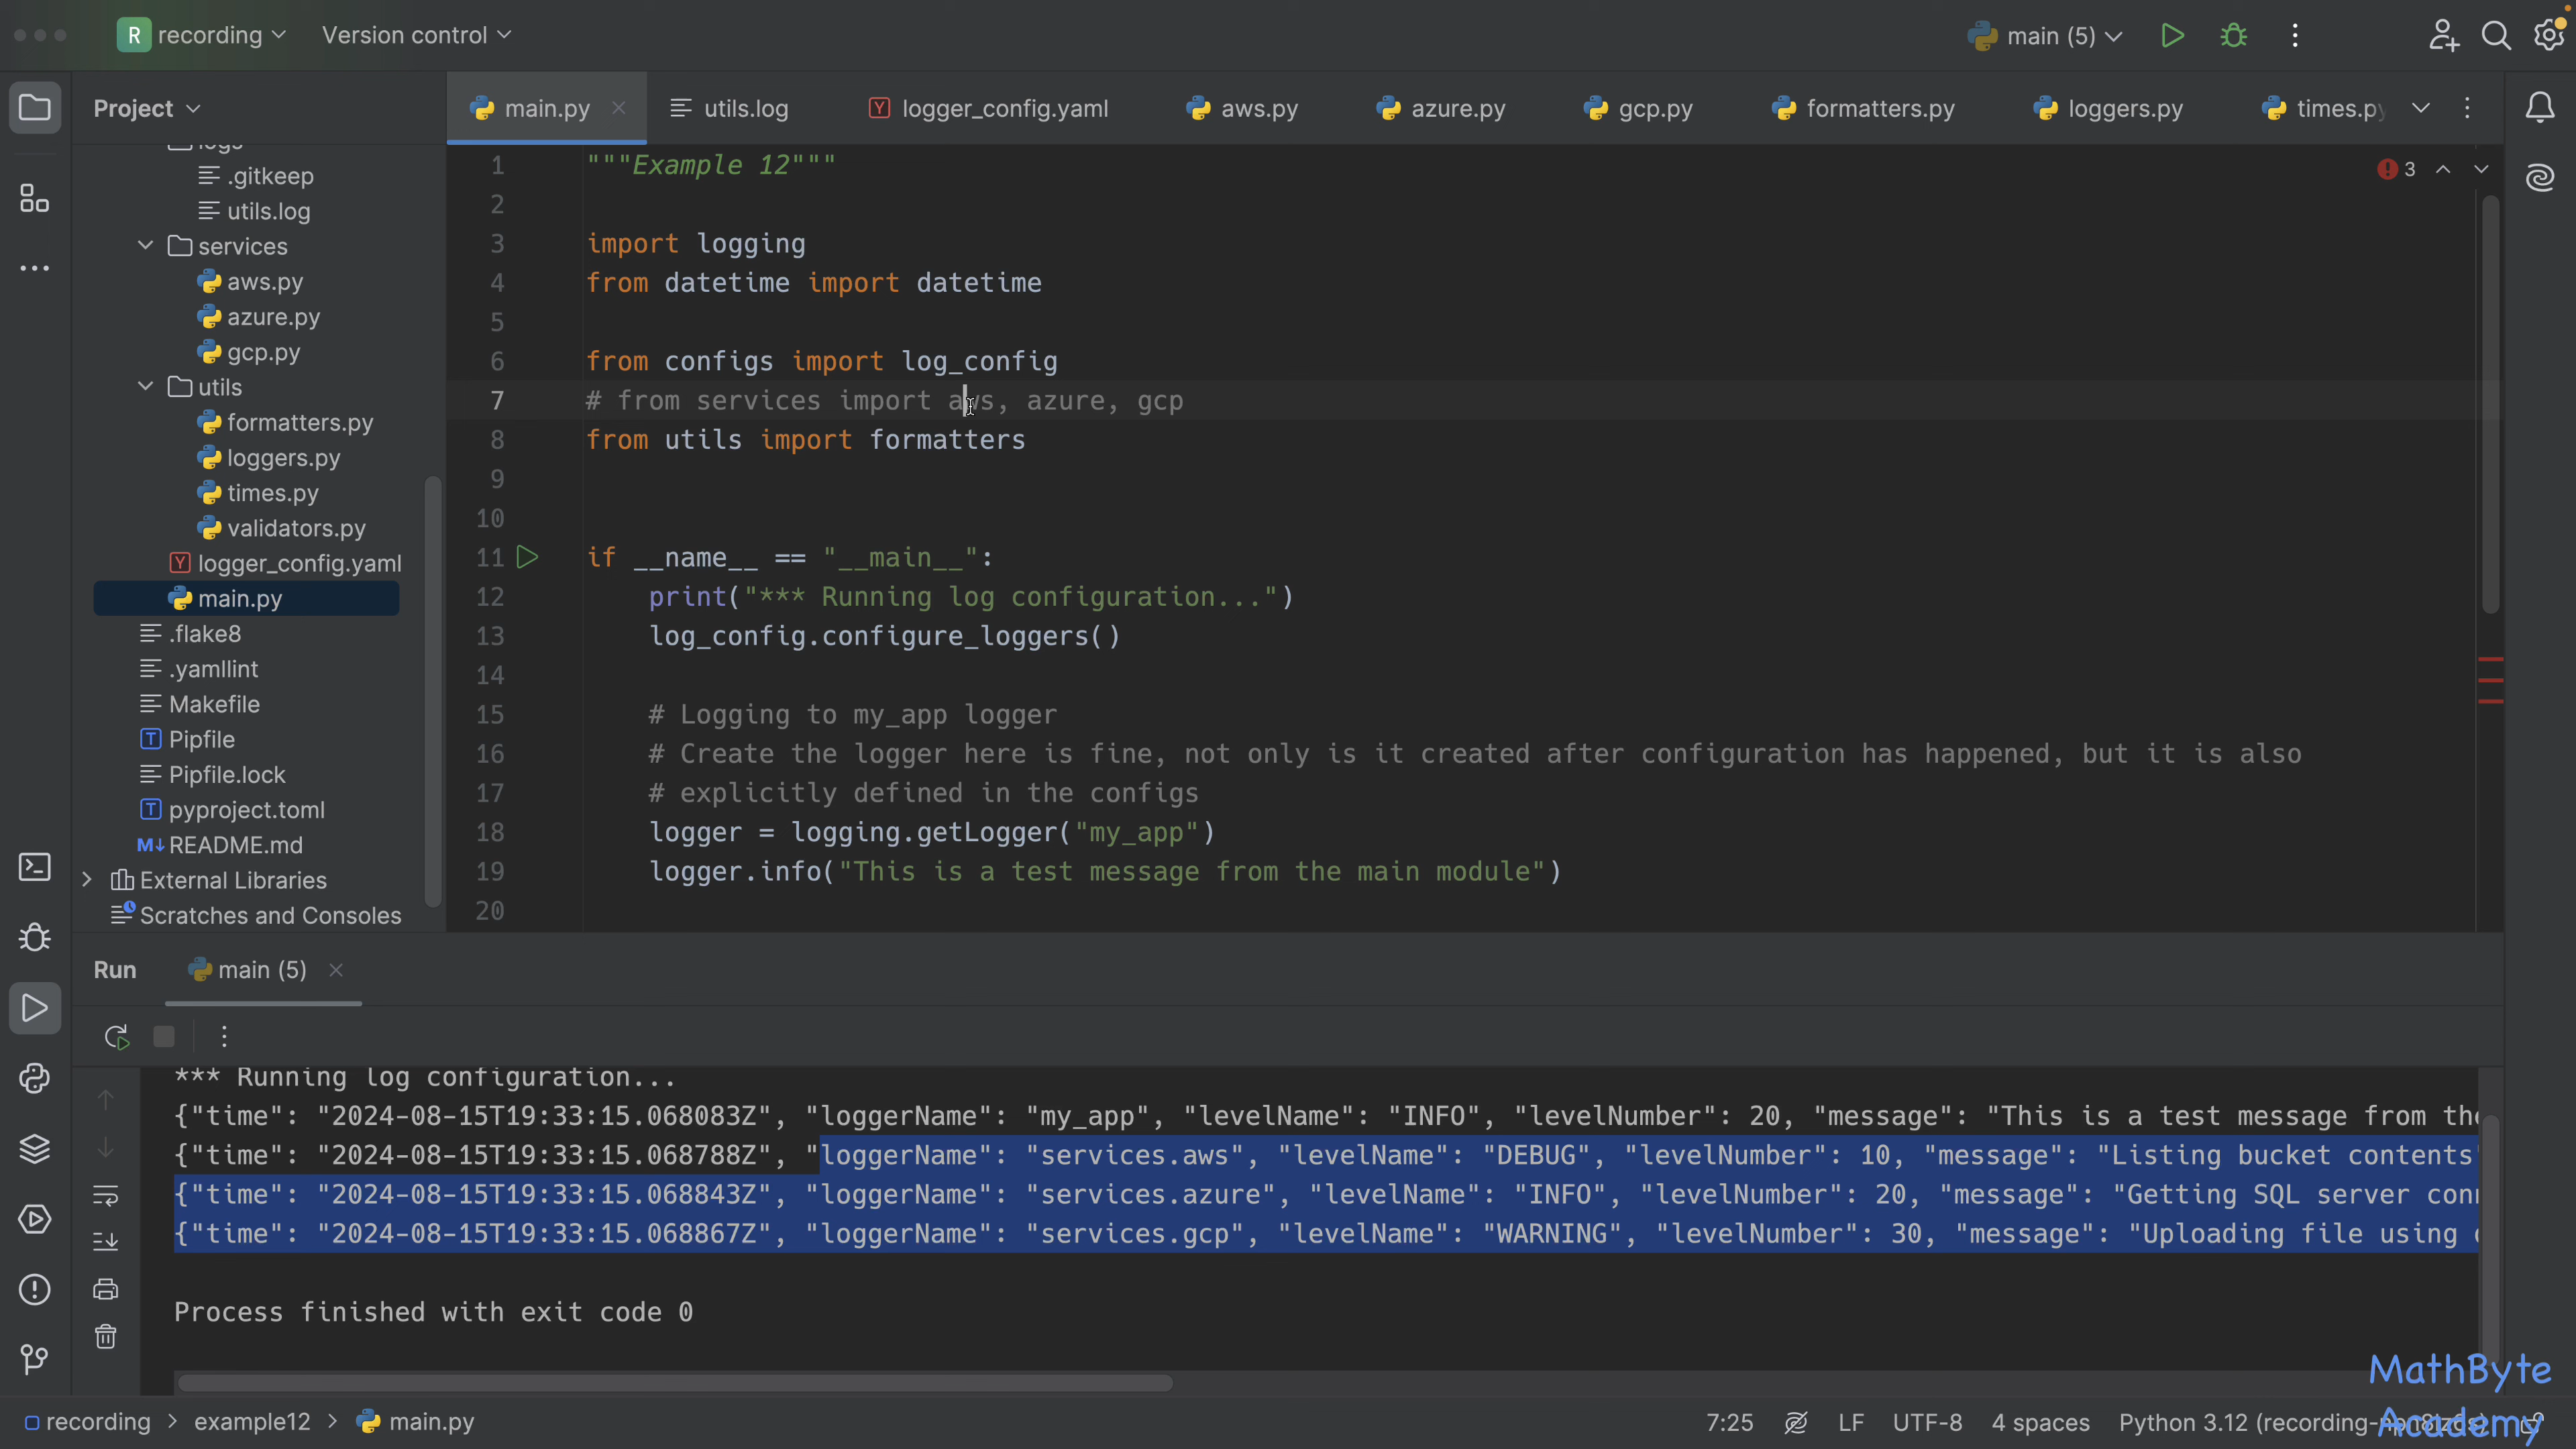 R recording Version control main (5)
Project main.py utils.log logger_config.yaml aws.py azure.py gcp.py formatters.py loggers.py times.py
logs
.gitkeep
utils.log
services
aws.py
azure.py
gcp.py
utils
formatters.py
loggers.py
times.py
validators.py
logger_config.yaml
main.py
.flake8
.yamllint
Makefile
Pipfile
Pipfile.lock
pyproject.toml
README.md
External Libraries
Scratches and Consoles
3
1 """Example 12"""
2
3 import logging
4 from datetime import datetime
5
6 from configs import log_config
7 # from services import aws, azure, gcp
8 from utils import formatters
9
10
11 if __name__ == "__main__":
12 print("*** Running log configuration...")
13 log_config.configure_loggers()
14
15 # Logging to my_app logger
16 # Create the logger here is fine, not only is it created after configuration has happened, but it is also
17 # explicitly defined in the configs
18 logger = logging.getLogger("my_app")
19 logger.info("This is a test message from the main module")
20
Run main (5)
*** Running log configuration...
{"time": "2024-08-15T19:33:15.068083Z", "loggerName": "my_app", "levelName": "INFO", "levelNumber": 20, "message": "This is a test message from the
{"time": "2024-08-15T19:33:15.068788Z", "loggerName": "services.aws", "levelName": "DEBUG", "levelNumber": 10, "message": "Listing bucket contents"
{"time": "2024-08-15T19:33:15.068843Z", "loggerName": "services.azure", "levelName": "INFO", "levelNumber": 20, "message": "Getting SQL server con
{"time": "2024-08-15T19:33:15.068867Z", "loggerName": "services.gcp", "levelName": "WARNING", "levelNumber": 30, "message": "Uploading file using
Process finished with exit code 0
MathByte
Academy
recording > example12 > main.py 7:25 LF UTF-8 4 spaces Python 3.12